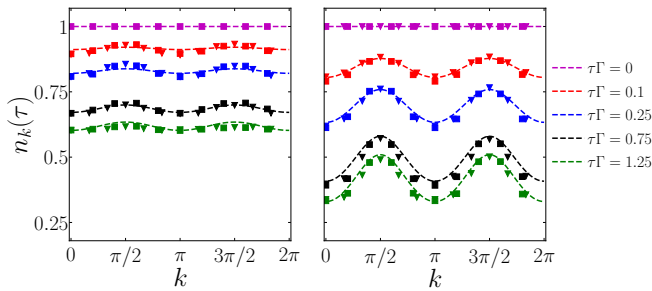 n_k(τ)
1
0.75
0.5
0.25
0 π/2 π 3π/2 2π
k
0 π/2 π 3π/2 2π
k
τΓ = 0
τΓ = 0.1
τΓ = 0.25
τΓ = 0.75
τΓ = 1.25